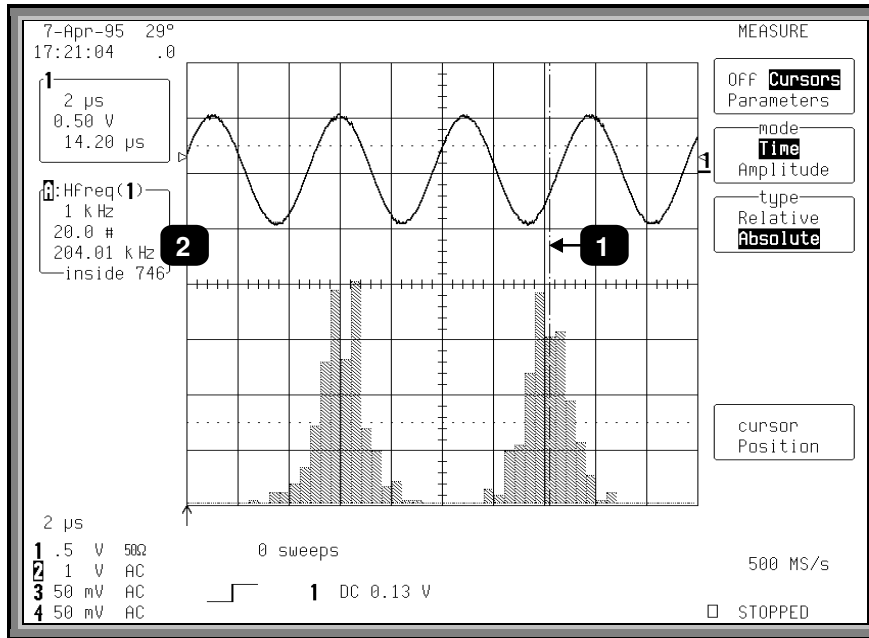 7-Apr-95 29°
17:21:04 .0
1
2 µs
0.50 V
14.20 µs
A:Hfreq(1)
1 kHz
20.0 #
204.01 kHz
inside 746
2
1
1
MEASURE
Off Cursors
Parameters
mode
Time
Amplitude
type
Relative
Absolute
cursor
Position
2 µs
1 .5 V 50Ω
2 1 V AC
3 50 mV AC
4 50 mV AC
0 sweeps
1 DC 0.13 V
500 MS/s
STOPPED